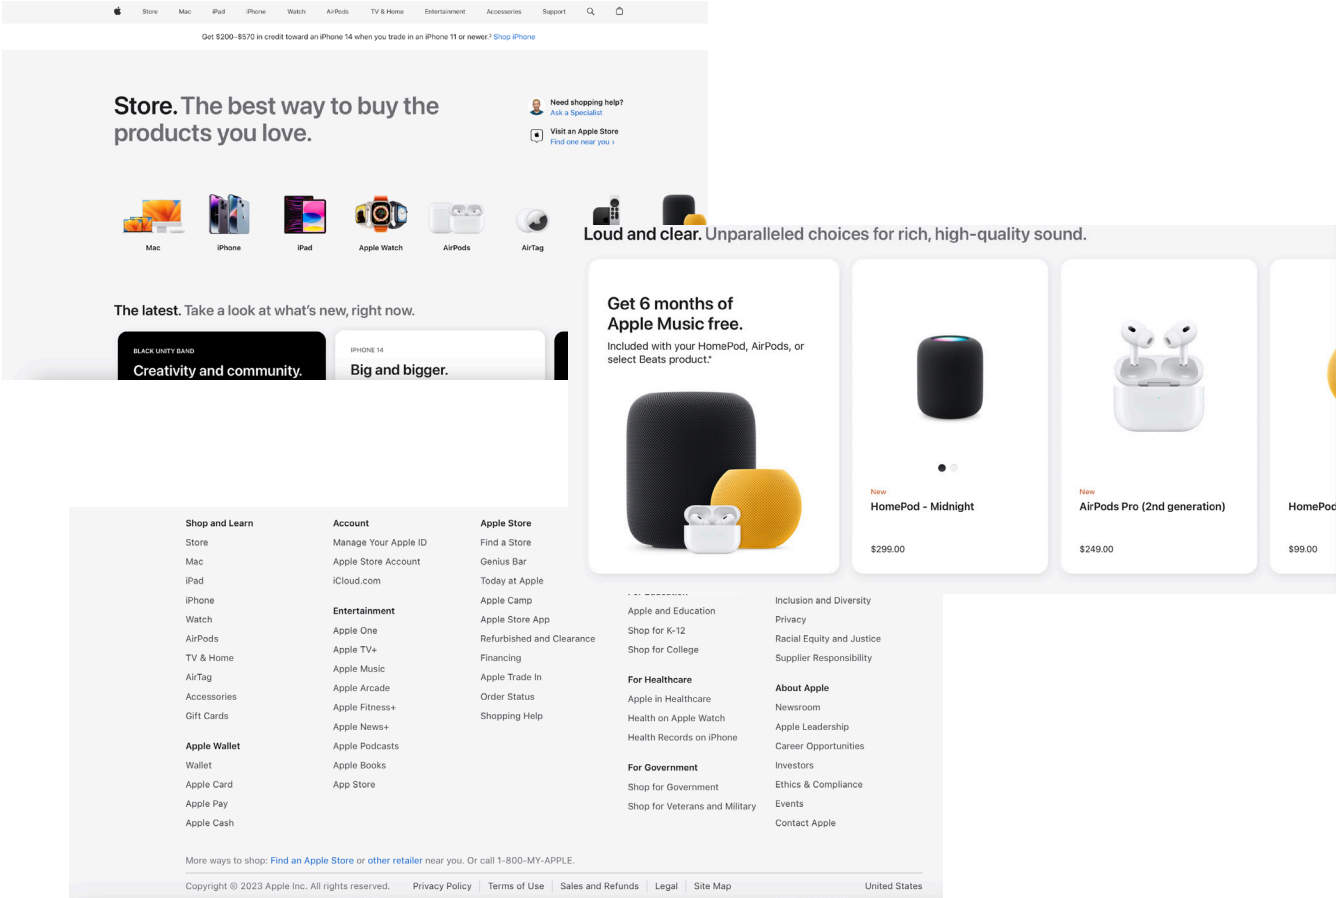 Store Mac iPad iPhone Watch AirPods TV & Home Entertainment Accessories Support
Get $200–$570 in credit toward an iPhone 14 when you trade in an iPhone 11 or newer.³ Shop iPhone
Store. The best way to buy the
products you love.
Need shopping help?
Ask a Specialist
Visit an Apple Store
Find one near you ›
Mac iPhone iPad Apple Watch AirPods AirTag
The latest. Take a look at what's new, right now.
BLACK UNITY BAND
Creativity and community.
IPHONE 14
Big and bigger.
Loud and clear. Unparalleled choices for rich, high-quality sound.
Get 6 months of
Apple Music free.
Included with your HomePod, AirPods, or
select Beats product.*
New
HomePod - Midnight
$299.00
New
AirPods Pro (2nd generation)
$249.00
HomePod
$99.00
Shop and Learn
Store
Mac
iPad
iPhone
Watch
AirPods
TV & Home
AirTag
Accessories
Gift Cards
Apple Wallet
Wallet
Apple Card
Apple Pay
Apple Cash
Account
Manage Your Apple ID
Apple Store Account
iCloud.com
Entertainment
Apple One
Apple TV+
Apple Music
Apple Arcade
Apple Fitness+
Apple News+
Apple Podcasts
Apple Books
App Store
Apple Store
Find a Store
Genius Bar
Today at Apple
Apple Camp
Apple Store App
Refurbished and Clearance
Financing
Apple Trade In
Order Status
Shopping Help
Apple and Education
Shop for K-12
Shop for College
For Healthcare
Apple in Healthcare
Health on Apple Watch
Health Records on iPhone
For Government
Shop for Government
Shop for Veterans and Military
Inclusion and Diversity
Privacy
Racial Equity and Justice
Supplier Responsibility
About Apple
Newsroom
Apple Leadership
Career Opportunities
Investors
Ethics & Compliance
Events
Contact Apple
More ways to shop: Find an Apple Store or other retailer near you. Or call 1-800-MY-APPLE.
Copyright © 2023 Apple Inc. All rights reserved. Privacy Policy | Terms of Use | Sales and Refunds | Legal | Site Map United States